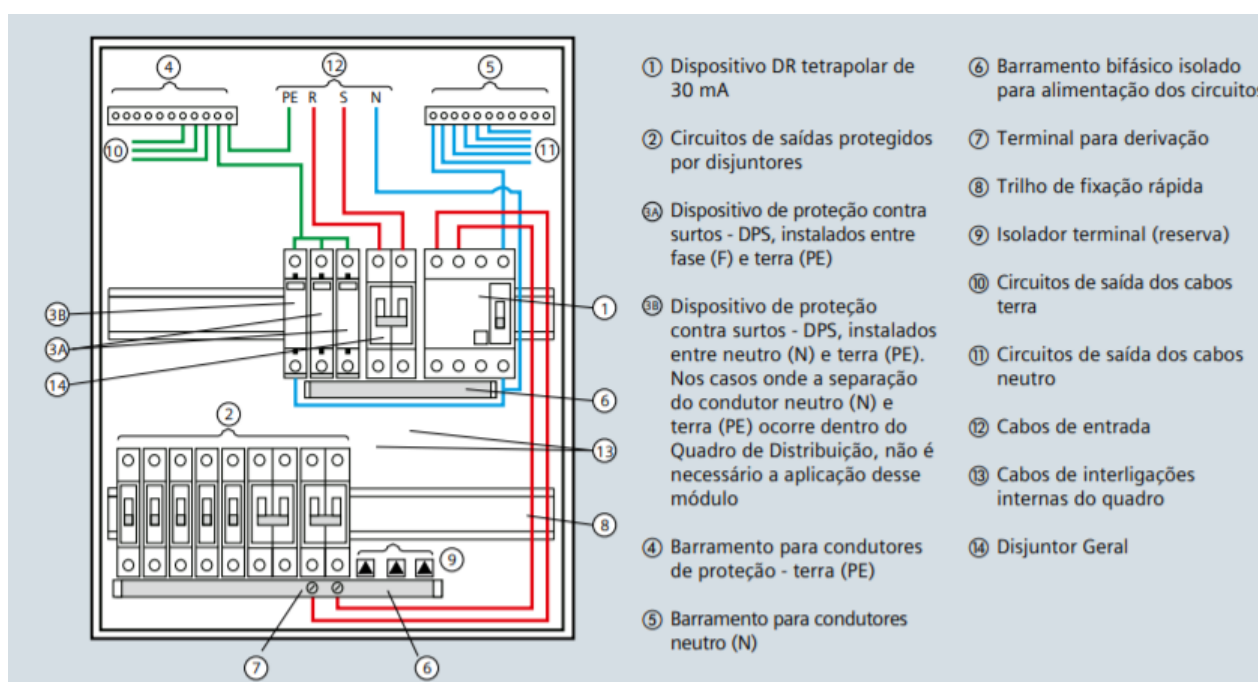 ④
⑫
⑤
PE R S N
⑩
⑪
3B
3A
⑭
①
⑥
②
⑬
⑧
⑨
⑦
⑥
① Dispositivo DR tetrapolar de
30 mA
② Circuitos de saídas protegidos
por disjuntores
3A Dispositivo de proteção contra
surtos - DPS, instalados entre
fase (F) e terra (PE)
3B Dispositivo de proteção
contra surtos - DPS, instalados
entre neutro (N) e terra (PE).
Nos casos onde a separação
do condutor neutro (N) e
terra (PE) ocorre dentro do
Quadro de Distribuição, não é
necessário a aplicação desse
módulo
④ Barramento para condutores
de proteção - terra (PE)
⑤ Barramento para condutores
neutro (N)
⑥ Barramento bifásico isolado
para alimentação dos circuitos
⑦ Terminal para derivação
⑧ Trilho de fixação rápida
⑨ Isolador terminal (reserva)
⑩ Circuitos de saída dos cabos
terra
⑪ Circuitos de saída dos cabos
neutro
⑫ Cabos de entrada
⑬ Cabos de interligações
internas do quadro
⑭ Disjuntor Geral